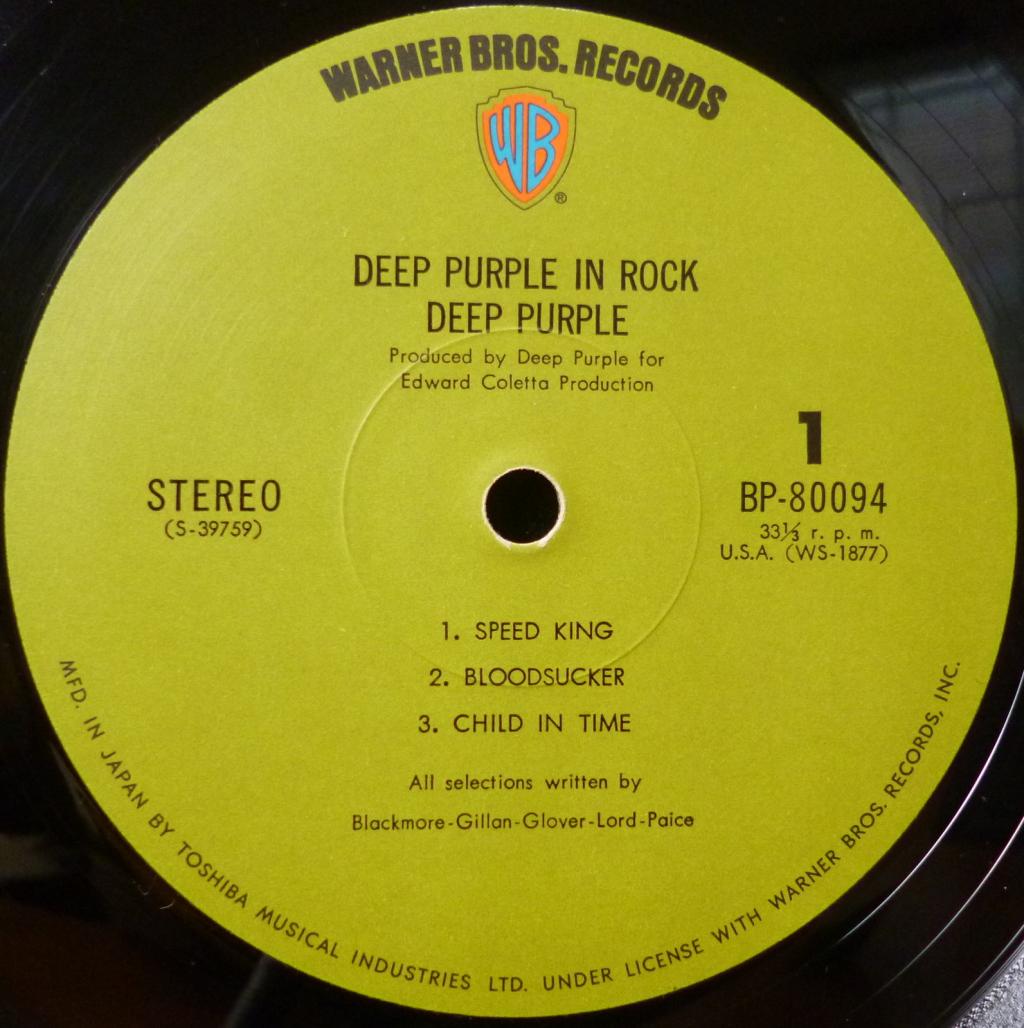 WARNER BROS. RECORDS
WB
®
DEEP PURPLE IN ROCK
DEEP PURPLE
Produced by Deep Purple for
Edward Coletta Production
1
STEREO
(S-39759)
BP-80094
33⅓ r. p. m.
U.S.A. (WS-1877)
1. SPEED KING
2. BLOODSUCKER
3. CHILD IN TIME
All selections written by
Blackmore-Gillan-Glover-Lord-Paice
MFD. IN JAPAN BY TOSHIBA MUSICAL INDUSTRIES LTD. UNDER LICENSE WITH WARNER BROS. RECORDS, INC.